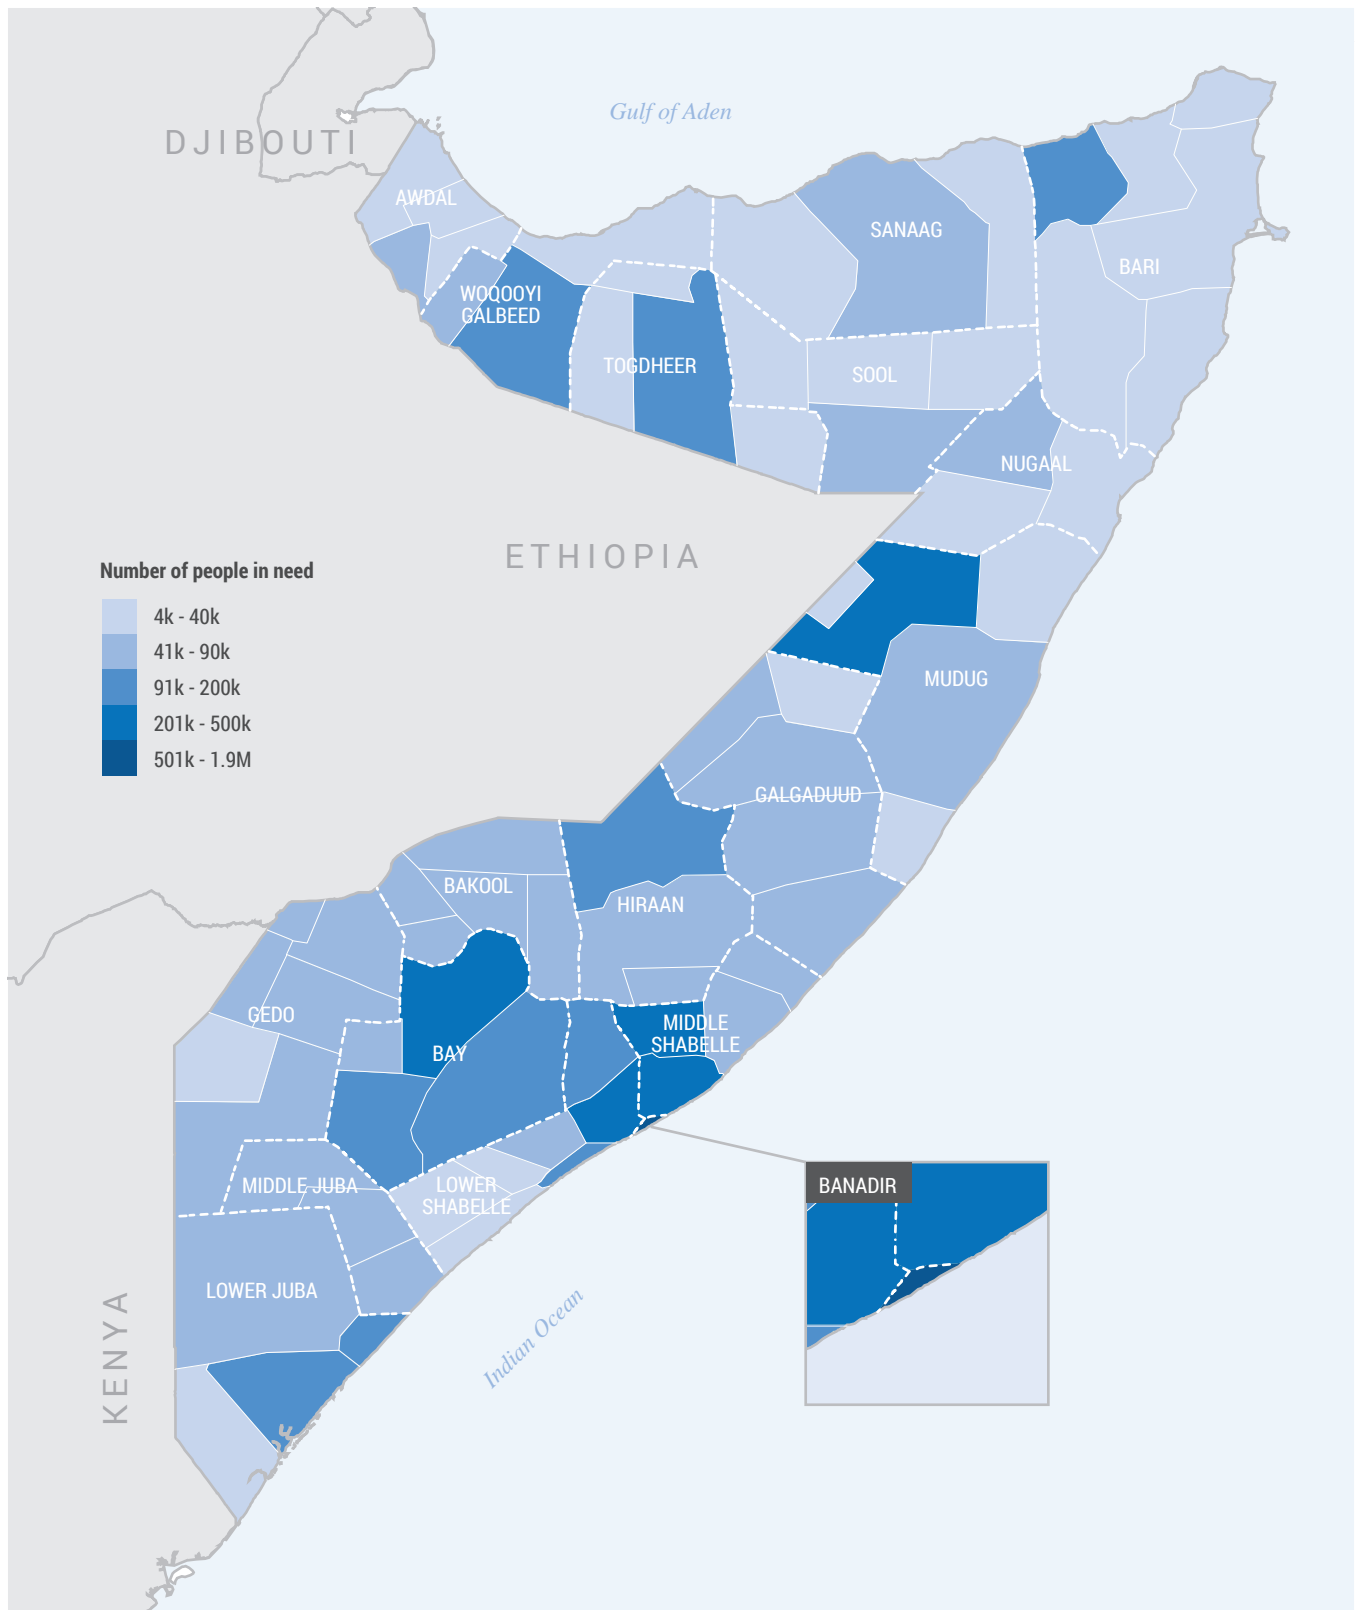 Gulf of Aden
DJIBOUTI
AWDAL
SANAAG
BARI
WOQOOYI
GALBEED
TOGDHEER
SOOL
NUGAAL
ETHIOPIA
Number of people in need
4k - 40k
41k - 90k
91k - 200k
201k - 500k
501k - 1.9M
MUDUG
GALGADUUD
BAKOOL
HIRAAN
GEDO
MIDDLE
SHABELLE
BAY
MIDDLE JUBA
LOWER
SHABELLE
BANADIR
LOWER JUBA
Indian Ocean
KENYA